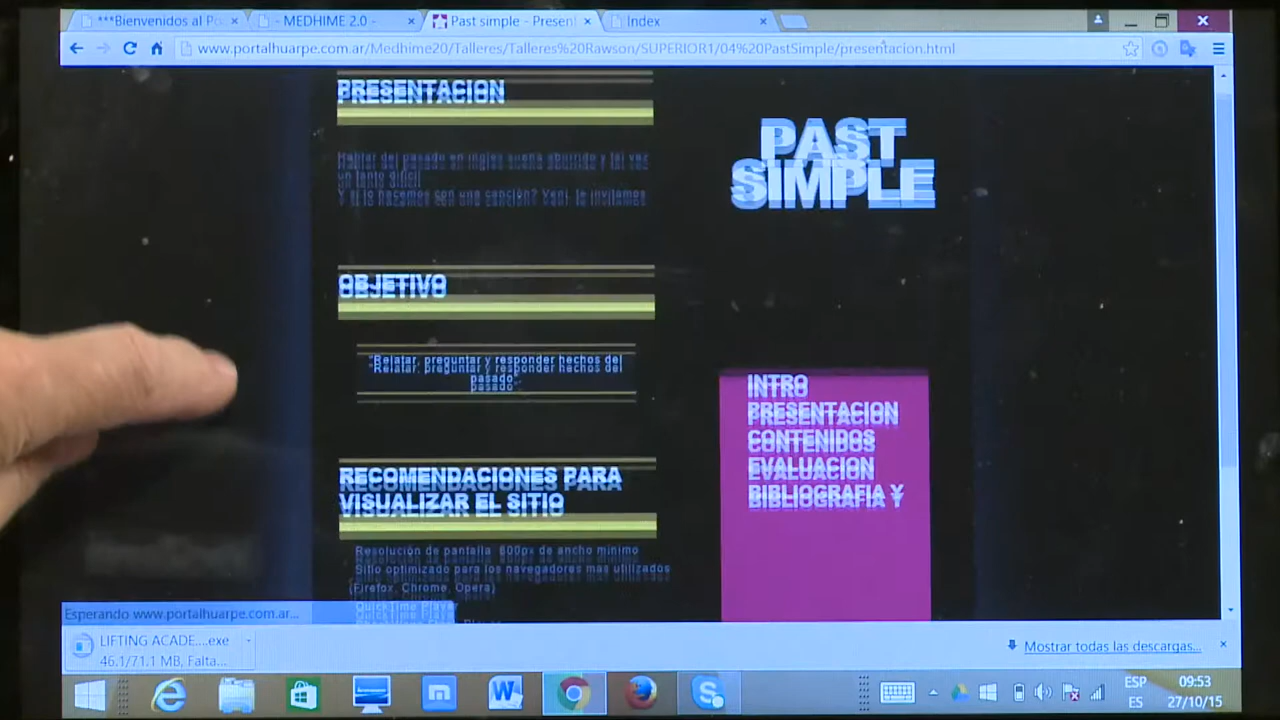 ***Bienvenidos al Po
- MEDHIME 2.0 -
Past simple - Present
Index
www.portalhuarpe.com.ar/Medhime20/Talleres/Talleres%20Rawson/SUPERIOR1/04%20PastSimple/presentacion.html
PRESENTACION
Hablar del pasado en ingles suena aburrido y tal vez
un tanto dificil
Y si lo hacemos con una canción? Vení, te invitamos
OBJETIVO
"Relatar, preguntar y responder hechos del
pasado".
RECOMENDACIONES PARA
VISUALIZAR EL SITIO
Resolución de pantalla 600px de ancho minimo
Sitio optimizado para los navegadores mas utilizados
(Firefox, Chrome, Opera)
QuickTime Player
PAST
SIMPLE
INTRO
PRESENTACION
CONTENIDOS
EVALUACION
BIBLIOGRAFIA Y
Esperando www.portalhuarpe.com.ar...
LIFTING ACADE....exe
46.1/71.1 MB, Falta...
Mostrar todas las descargas...
ESP
ES
09:53
27/10/15